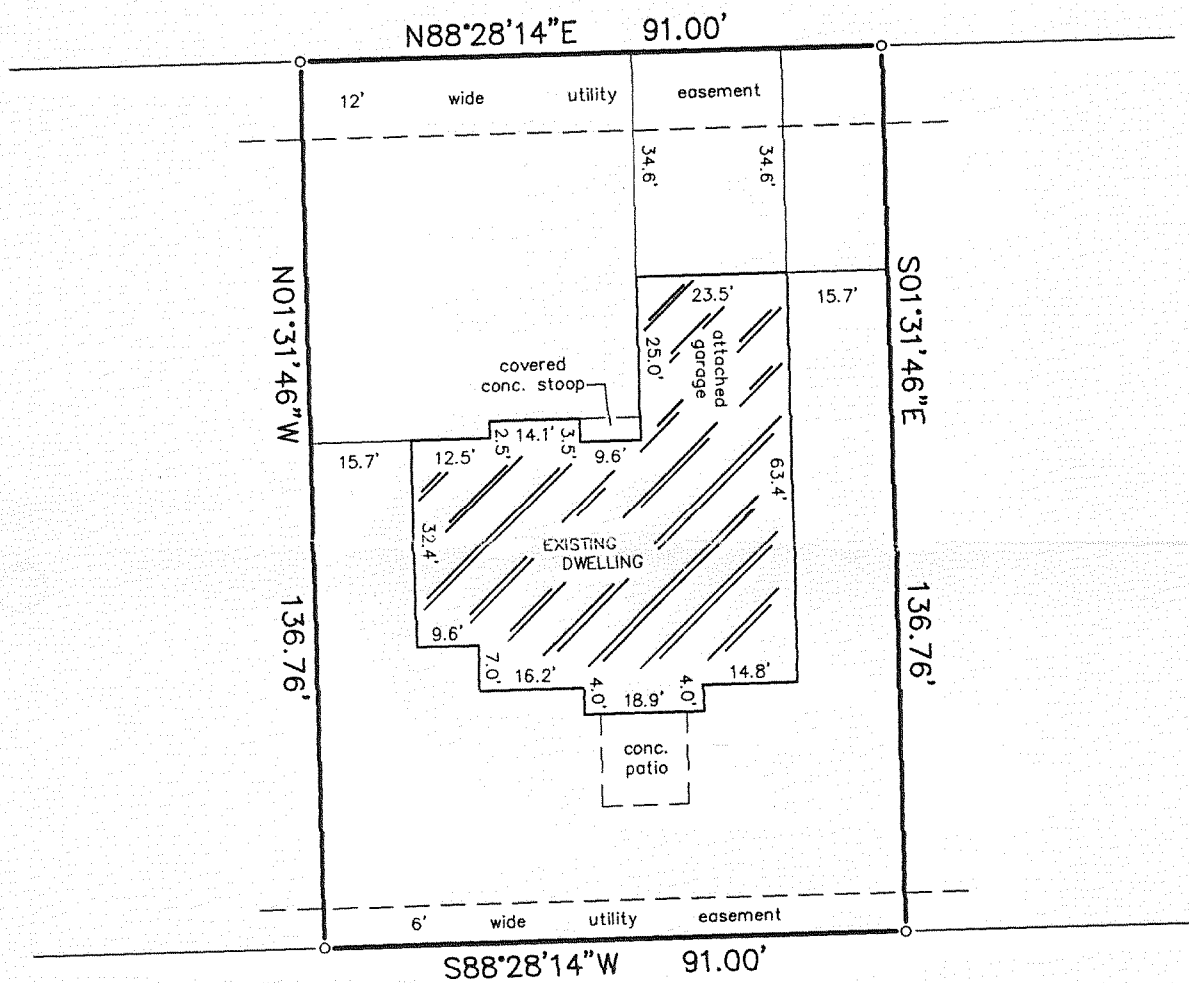 N88°28'14"E 91.00'
12' wide utility easement
34.6' 34.6'
N01°31'46"W
S01°31'46"E
23.5' 15.7'
25.0'
attached
garage
covered
conc. stoop
2.5' 14.1' 3.5'
15.7' 12.5' 9.6'
63.4'
32.4'
EXISTING
DWELLING
136.76'
136.76'
9.6'
7.0' 16.2' 4.0' 18.9' 4.0' 14.8'
conc.
patio
6' wide utility easement
S88°28'14"W 91.00'